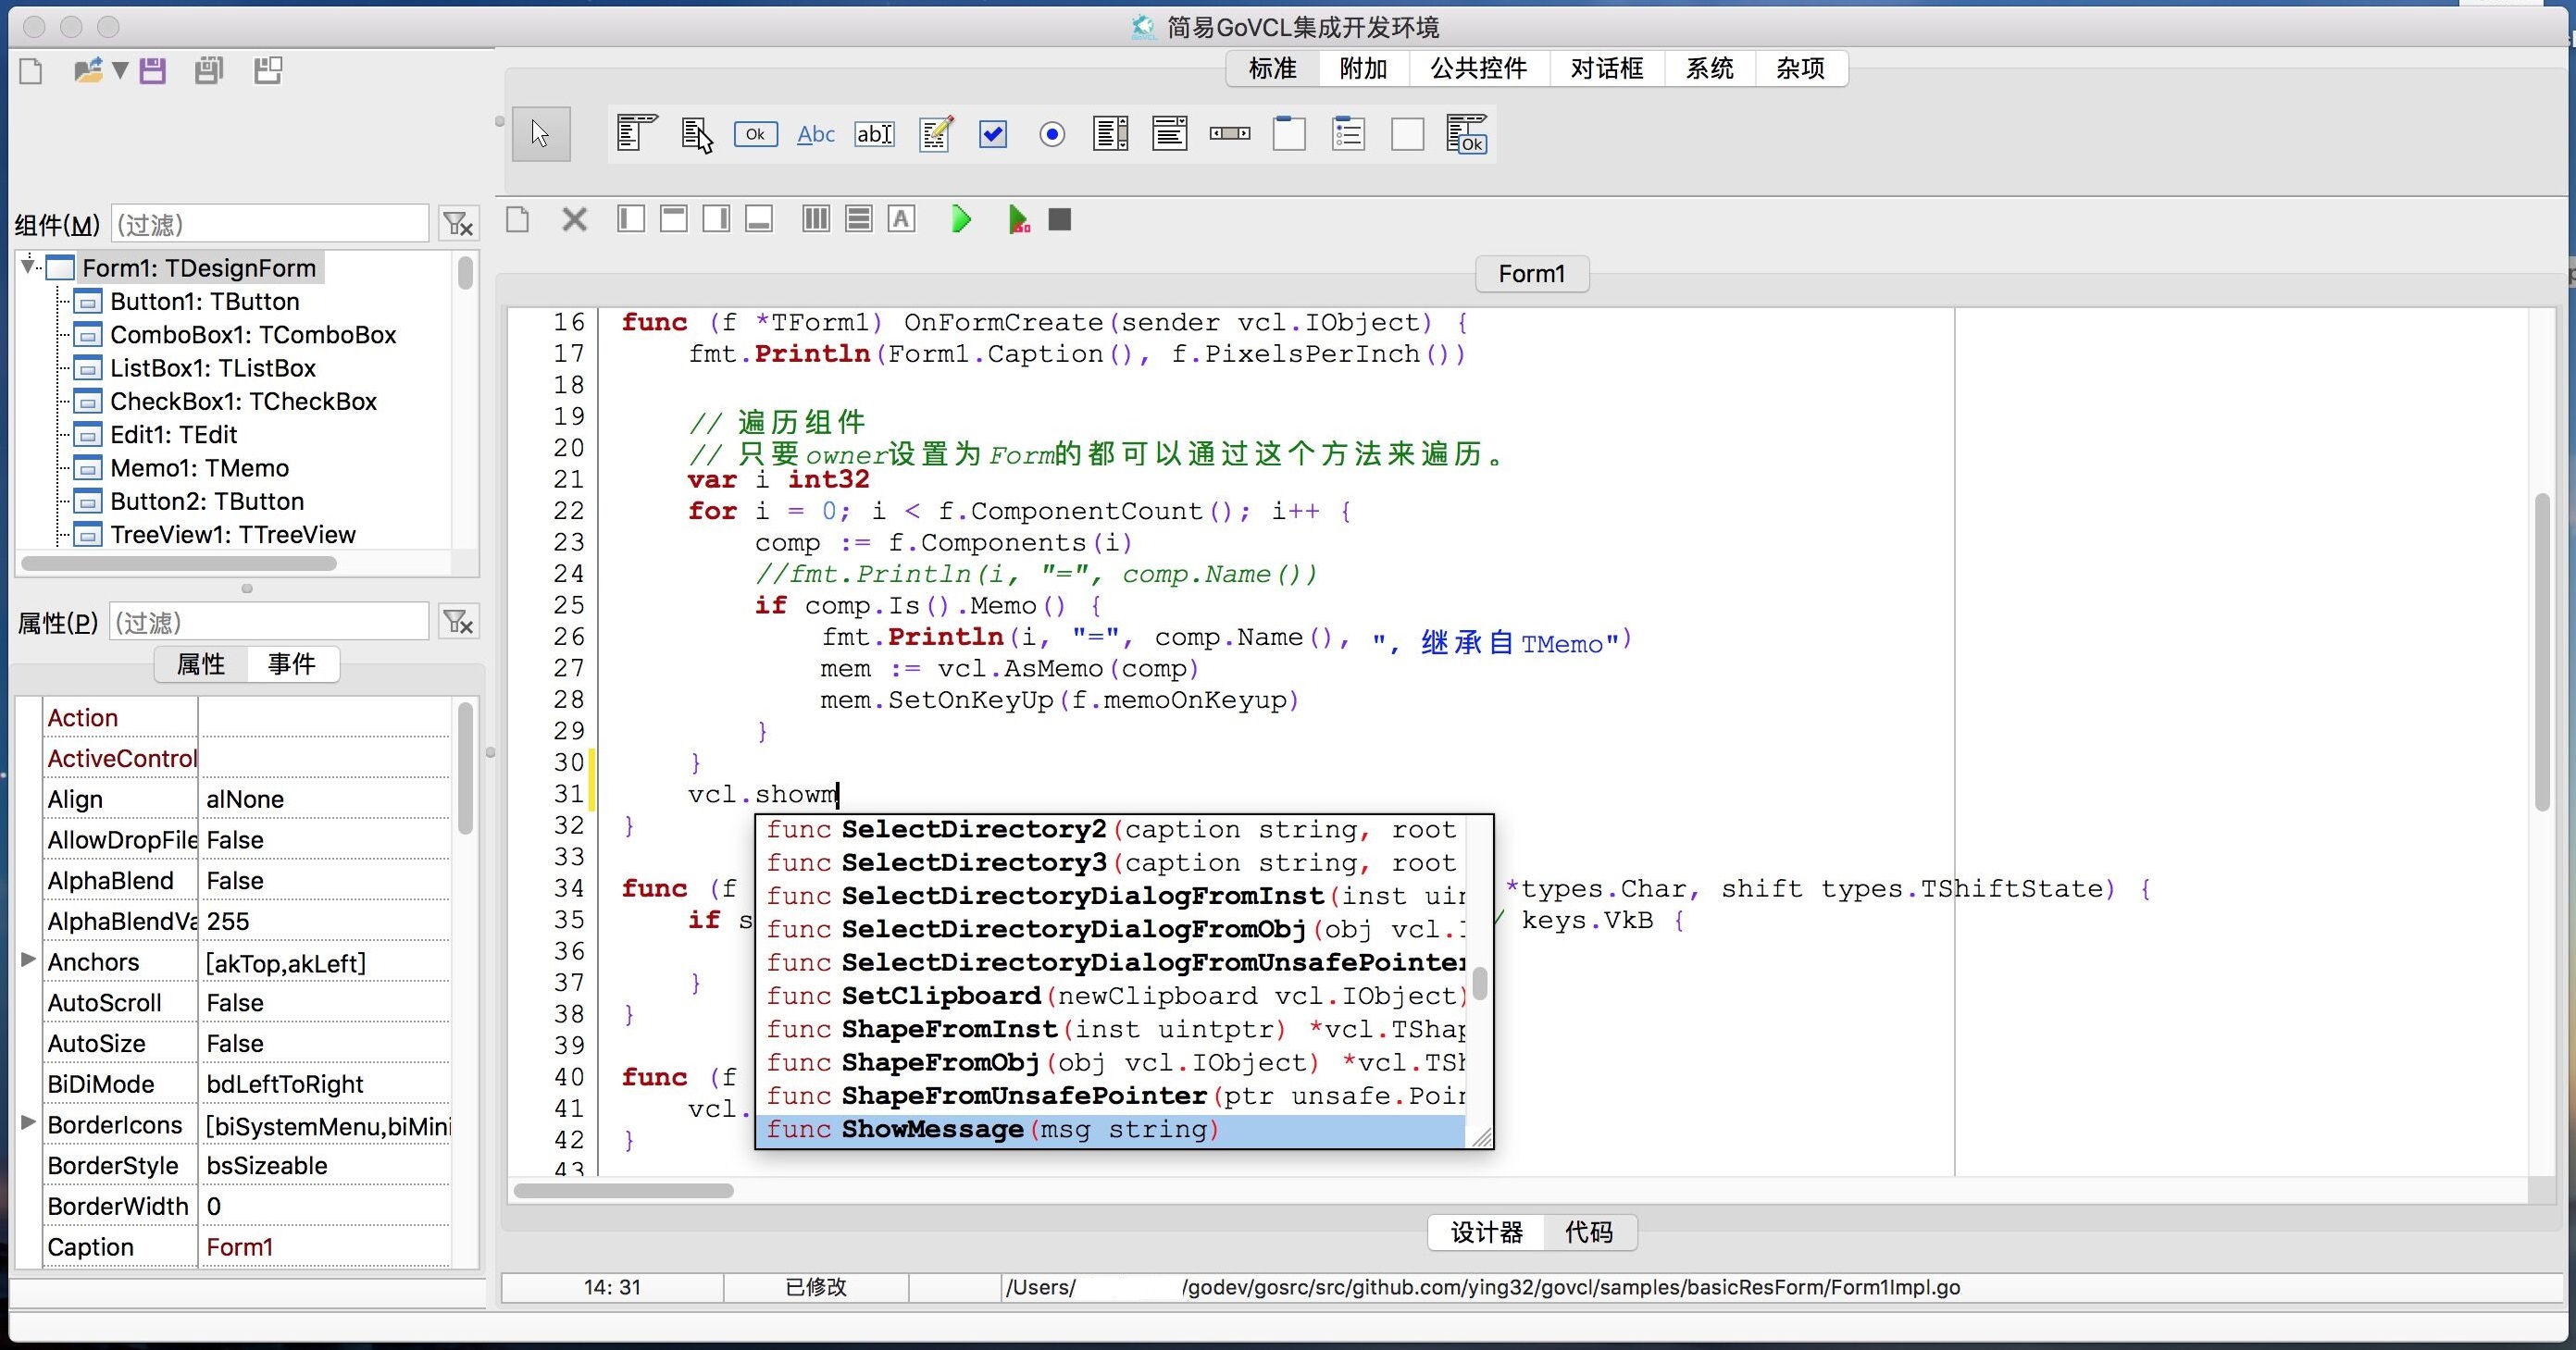 简易GoVCL集成开发环境
标准 附加 公共控件 对话框 系统 杂项
Ok Abc abI Ok
组件(M) (过滤)
A
Form1: TDesignForm
Button1: TButton
ComboBox1: TComboBox
ListBox1: TListBox
CheckBox1: TCheckBox
Edit1: TEdit
Memo1: TMemo
Button2: TButton
TreeView1: TTreeView
属性(P) (过滤)
属性 事件
Action
ActiveControl
Align alNone
AllowDropFile False
AlphaBlend False
AlphaBlendVa 255
Anchors [akTop,akLeft]
AutoScroll False
AutoSize False
BiDiMode bdLeftToRight
BorderIcons [biSystemMenu,biMini
BorderStyle bsSizeable
BorderWidth 0
Caption Form1
Form1
16 func (f *TForm1) OnFormCreate(sender vcl.IObject) {
17 fmt.Println(Form1.Caption(), f.PixelsPerInch())
18
19 // 遍历组件
20 // 只要owner设置为Form的都可以通过这个方法来遍历。
21 var i int32
22 for i = 0; i < f.ComponentCount(); i++ {
23 comp := f.Components(i)
24 //fmt.Println(i, "=", comp.Name())
25 if comp.Is().Memo() {
26 fmt.Println(i, "=", comp.Name(), ", 继承自TMemo")
27 mem := vcl.AsMemo(comp)
28 mem.SetOnKeyUp(f.memoOnKeyup)
29 }
30 }
31 vcl.showm
32 }
33
34 func (f *types.Char, shift types.TShiftState) {
35 if s / keys.VkB {
36
37 }
38 }
39
40 func (f
41 vcl.
42 }
43
func SelectDirectory2(caption string, root
func SelectDirectory3(caption string, root
func SelectDirectoryDialogFromInst(inst uin
func SelectDirectoryDialogFromObj(obj vcl.I
func SelectDirectoryDialogFromUnsafePointer
func SetClipboard(newClipboard vcl.IObject)
func ShapeFromInst(inst uintptr) *vcl.TShap
func ShapeFromObj(obj vcl.IObject) *vcl.TSh
func ShapeFromUnsafePointer(ptr unsafe.Poin
func ShowMessage(msg string)
设计器 代码
14: 31 已修改 /Users/ /godev/gosrc/src/github.com/ying32/govcl/samples/basicResForm/Form1Impl.go